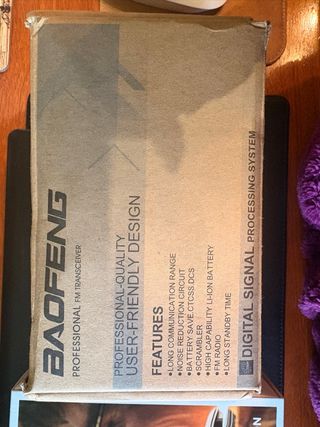 BAOFENG
PROFESSIONAL FM TRANSCEIVER
PROFESSIONAL-QUALITY
USER-FRIENDLY DESIGN
FEATURES
•LONG COMMUNICATION RANGE
•NOISE REDUCTION CIRCUIT
•BATTERY SAVE.CTCSS.DCS
•SCRAMBLER
•HIGH CAPABILITY LI-ION BATTERY
•FM RADIO
•LONG STANDBY TIME
DIGITAL SIGNAL PROCESSING SYSTEM